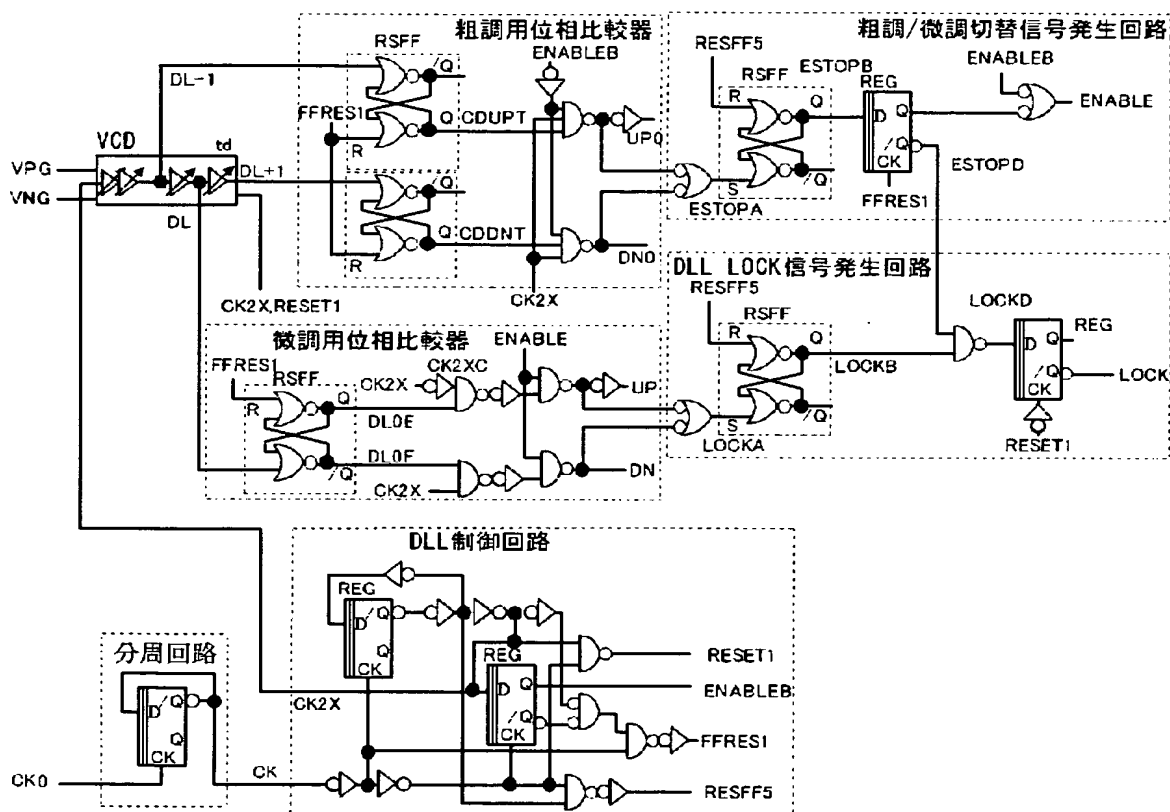 粗調用位相比較器
RSFF
/Q
ENABLEB
DL-1
FFRES1
Q
CDUPT
R
UP0
VCD
td
VPG
VNG
DL+1
DL
/Q
Q
CDDNT
R
DN0
CK2X
CK2X,RESET1
粗調/微調切替信号発生回路
RESFF5
RSFF
ESTOPB
ENABLEB
R
Q
REG
D
Q
/Q
CK
ENABLE
S
/Q
ESTOPA
FFRES1
ESTOPD
微調用位相比較器
ENABLE
FFRES1
RSFF
CK2X
CK2XC
R
Q
DL0E
UP
DL0F
/Q
CK2X
DN
DLL LOCK信号発生回路
RESFF5
RSFF
LOCKD
R
Q
LOCKB
REG
D
Q
/Q
CK
LOCK
S
/Q
LOCKA
RESET1
DLL制御回路
REG
D
/Q
Q
CK
REG
D
Q
/Q
CK
RESET1
ENABLEB
FFRES1
RESFF5
CK2X
分周回路
D
/Q
Q
CK
CK0
CK